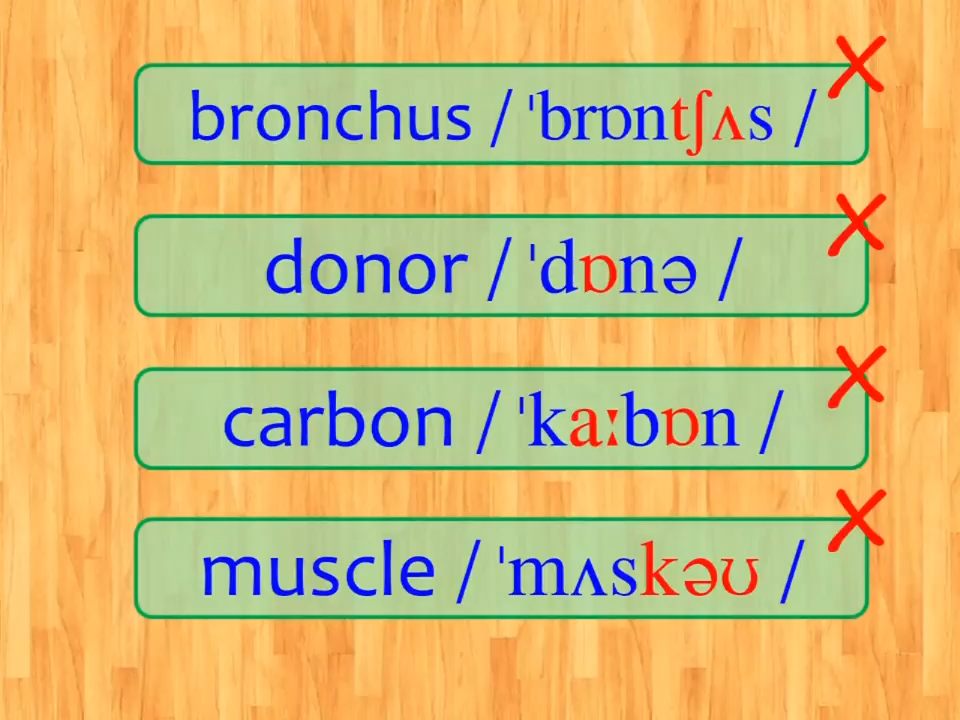 bronchus / ˈbrɒntʃʌs /
donor / ˈdɒnə /
carbon / ˈkaːbɒn /
muscle / ˈmʌskəʊ /